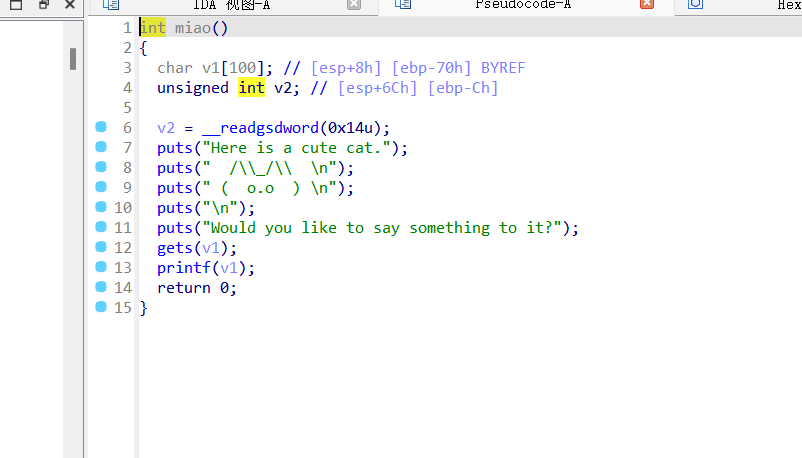 IDA 视图-A Pseudocode-A Hex
1 int miao()
2 {
3 char v1[100]; // [esp+8h] [ebp-70h] BYREF
4 unsigned int v2; // [esp+6Ch] [ebp-Ch]
5
6 v2 = __readgsdword(0x14u);
7 puts("Here is a cute cat.");
8 puts("  /\\_/\\  \n");
9 puts(" (  o.o  ) \n");
10 puts("\n");
11 puts("Would you like to say something to it?");
12 gets(v1);
13 printf(v1);
14 return 0;
15 }